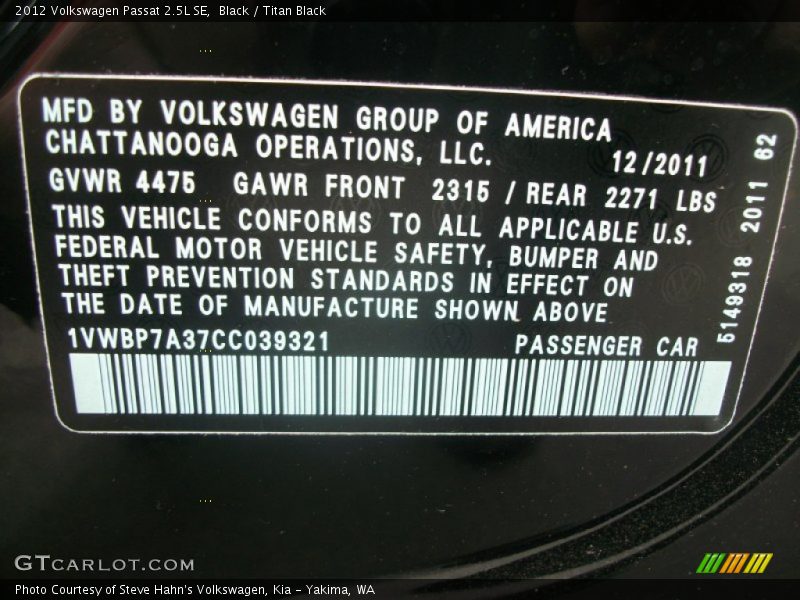 2012 Volkswagen Passat 2.5L SE,  Black / Titan Black
MFD BY VOLKSWAGEN GROUP OF AMERICA
CHATTANOOGA OPERATIONS, LLC.
12/2011
GVWR 4475 GAWR FRONT 2315 / REAR 2271 LBS
THIS VEHICLE CONFORMS TO ALL APPLICABLE U.S.
FEDERAL MOTOR VEHICLE SAFETY, BUMPER AND
THEFT PREVENTION STANDARDS IN EFFECT ON
THE DATE OF MANUFACTURE SHOWN ABOVE
1VWBP7A37CC039321 PASSENGER CAR
5149318 2011 62
GTCARLOT.COM
Photo Courtesy of Steve Hahn's Volkswagen, Kia - Yakima, WA